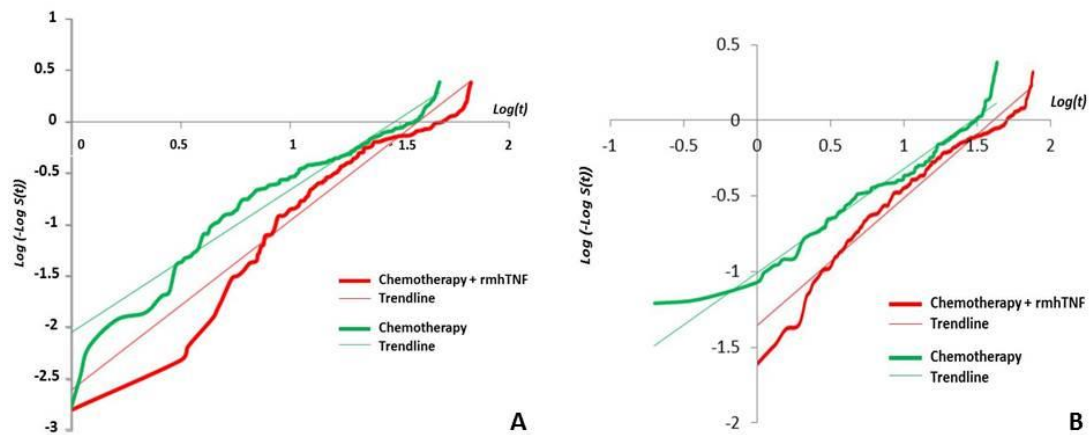 1
0.5
0
-0.5
-1
-1.5
-2
-2.5
-3
0
0.5
1
1.5
2
Log(t)
Log (-Log S(t))
Chemotherapy + rmhTNF
Trendline
Chemotherapy
Trendline
A
1
0.5
0
-0.5
-1
-1.5
-2
-1
-0.5
0
0.5
1
1.5
2
Log(t)
Log (-Log S(t))
Chemotherapy + rmhTNF
Trendline
Chemotherapy
Trendline
B